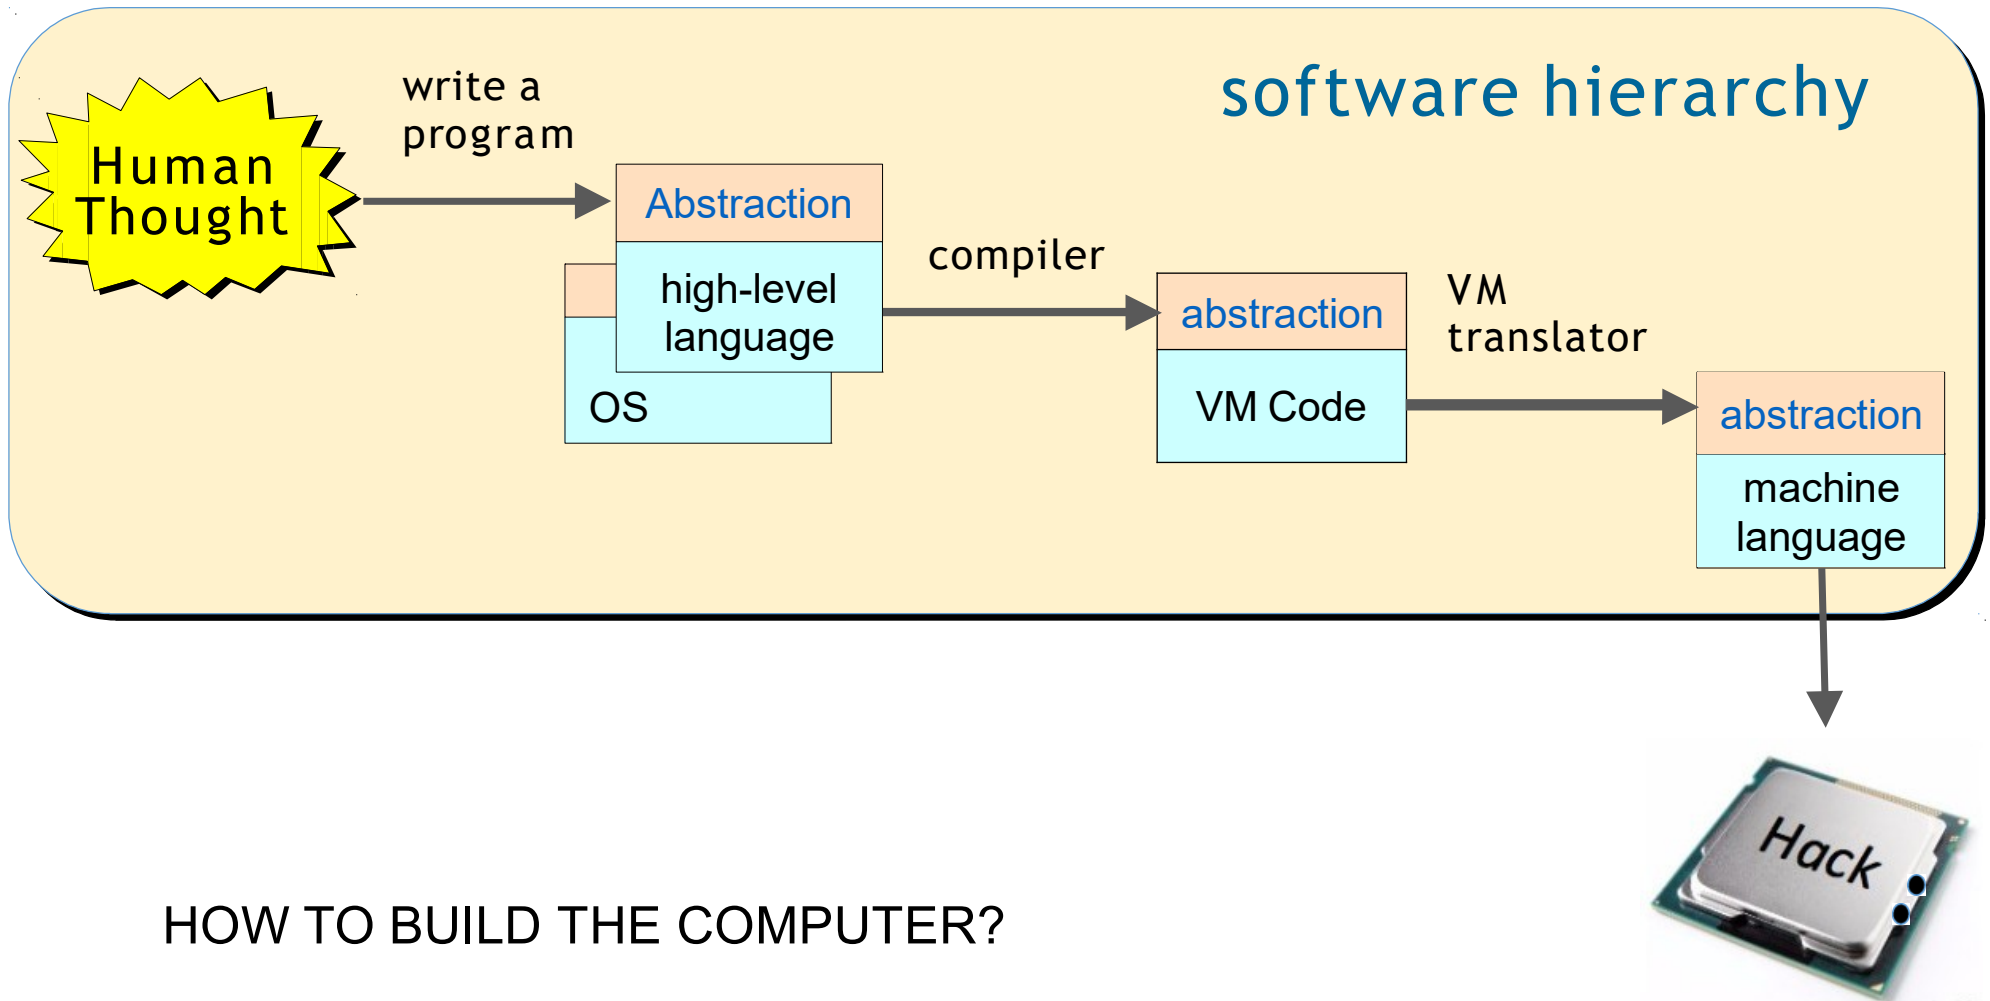 software hierarchy
Human
Thought
write a
program
Abstraction
high-level
language
OS
compiler
abstraction
VM Code
VM
translator
abstraction
machine
language
Hack
HOW TO BUILD THE COMPUTER?